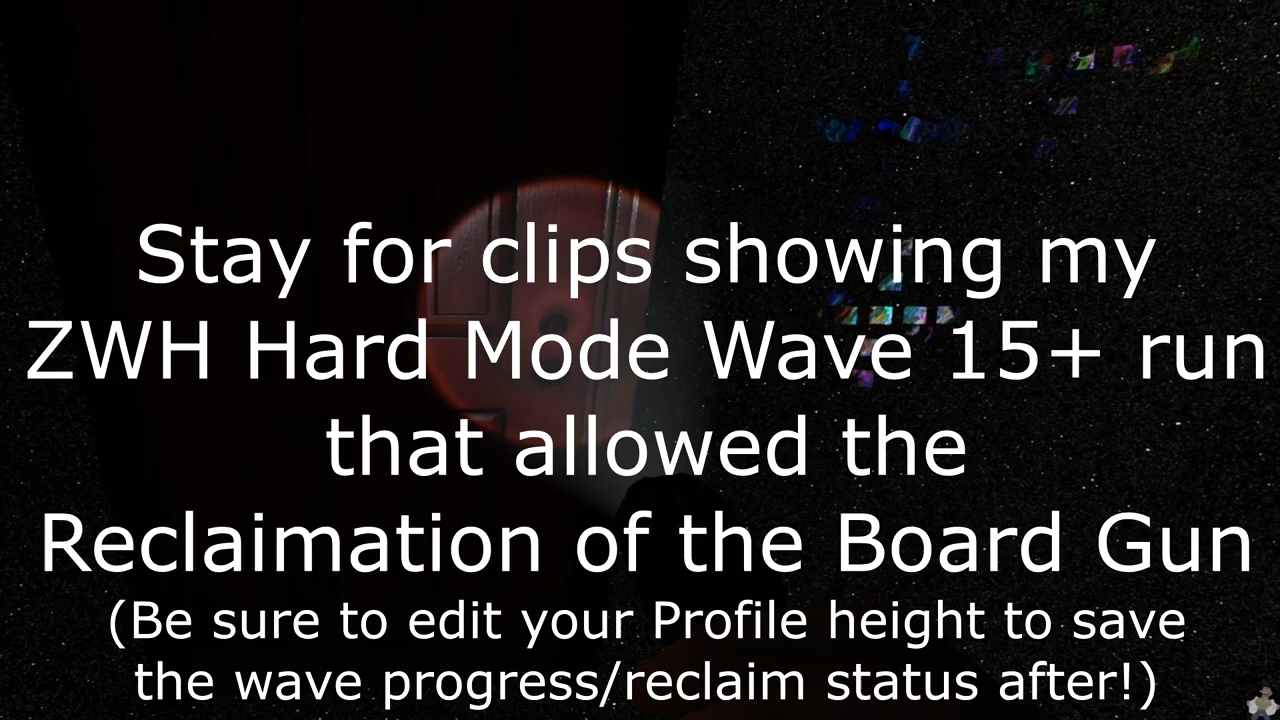 Stay for clips showing my
ZWH Hard Mode Wave 15+ run
that allowed the
Reclaimation of the Board Gun
(Be sure to edit your Profile height to save
the wave progress/reclaim status after!)